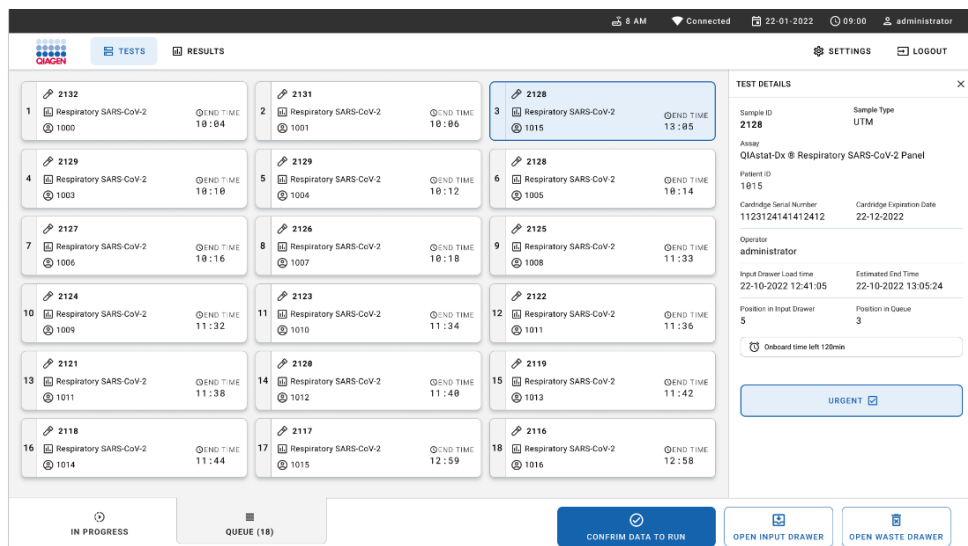 8 AM Connected 22-01-2022 09:00 administrator
QIAGEN TESTS RESULTS SETTINGS LOGOUT
1 2132 Respiratory SARS-CoV-2 1000 END TIME 10:04
2 2131 Respiratory SARS-CoV-2 1001 END TIME 10:06
3 2128 Respiratory SARS-CoV-2 1015 END TIME 13:05
4 2129 Respiratory SARS-CoV-2 1003 END TIME 10:10
5 2129 Respiratory SARS-CoV-2 1004 END TIME 10:12
6 2128 Respiratory SARS-CoV-2 1005 END TIME 10:14
7 2127 Respiratory SARS-CoV-2 1006 END TIME 10:16
8 2126 Respiratory SARS-CoV-2 1007 END TIME 10:18
9 2125 Respiratory SARS-CoV-2 1008 END TIME 11:33
10 2124 Respiratory SARS-CoV-2 1009 END TIME 11:32
11 2123 Respiratory SARS-CoV-2 1010 END TIME 11:34
12 2122 Respiratory SARS-CoV-2 1011 END TIME 11:36
13 2121 Respiratory SARS-CoV-2 1011 END TIME 11:38
14 2120 Respiratory SARS-CoV-2 1012 END TIME 11:40
15 2119 Respiratory SARS-CoV-2 1013 END TIME 11:42
16 2118 Respiratory SARS-CoV-2 1014 END TIME 11:44
17 2117 Respiratory SARS-CoV-2 1015 END TIME 12:59
18 2116 Respiratory SARS-CoV-2 1016 END TIME 12:58
TEST DETAILS
Sample ID Sample Type
2128 UTM
Assay
QIAstat-Dx ® Respiratory SARS-CoV-2 Panel
Patient ID
1015
Cardridge Serial Number Cardridge Expiration Date
1123124141412412 22-12-2022
Operator
administrator
Input Drawer Load time Estimated End Time
22-10-2022 12:41:05 22-10-2022 13:05:24
Position in Input Drawer Position in Queue
5 3
Onboard time left 120min
URGENT
IN PROGRESS QUEUE (18) CONFRIM DATA TO RUN OPEN INPUT DRAWER OPEN WASTE DRAWER